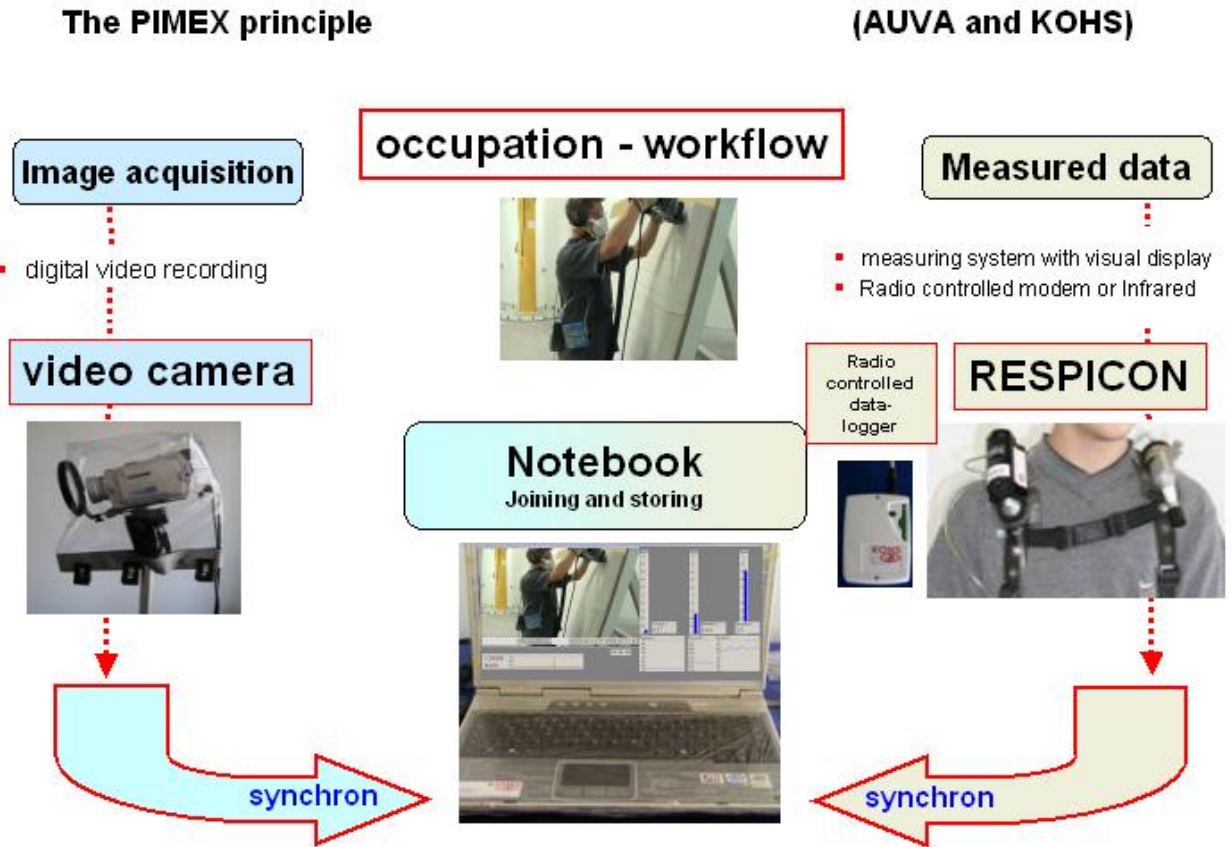 The PIMEX principle
(AUVA and KOHS)
occupation - workflow
Image acquisition
Measured data
digital video recording
measuring system with visual display
Radio controlled modem or Infrared
video camera
Radio
controlled
data-
logger
RESPICON
Notebook
Joining and storing
KOHS
synchron
synchron